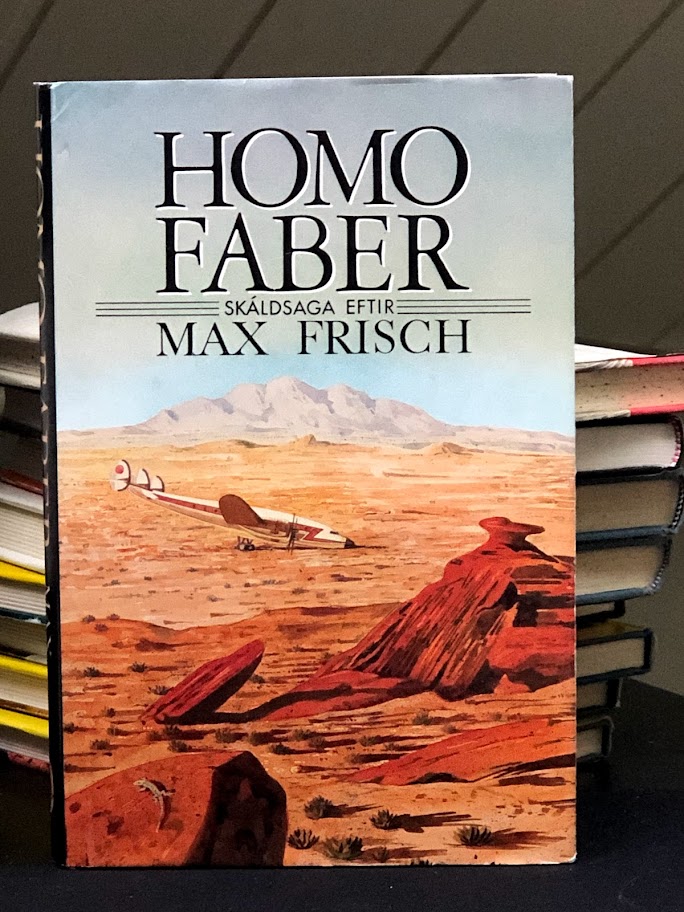 HOMO
FABER
SKÁLDSAGA EFTIR
MAX FRISCH